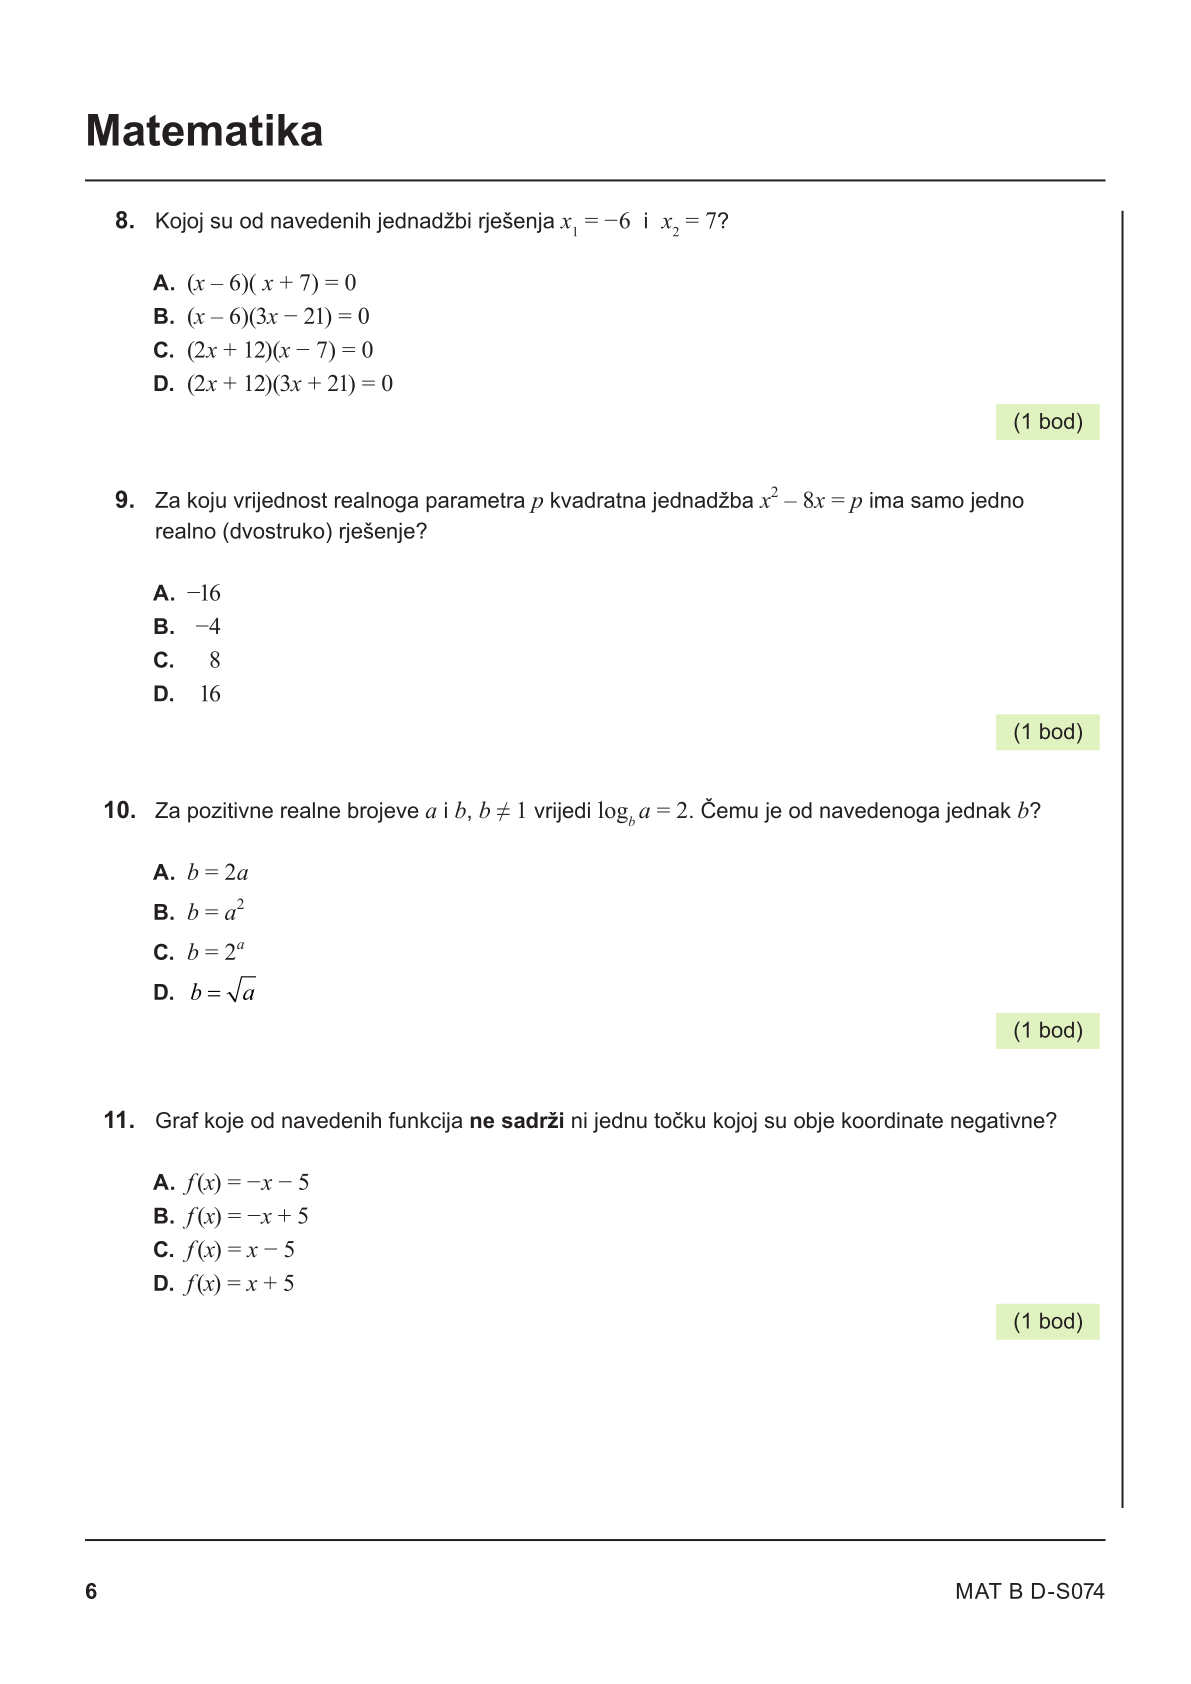 Matematika
8. Kojoj su od navedenih jednadžbi rješenja x₁ = −6 i x₂ = 7?
A. (x – 6)( x + 7) = 0
B. (x – 6)(3x − 21) = 0
C. (2x + 12)(x − 7) = 0
D. (2x + 12)(3x + 21) = 0
(1 bod)
9. Za koju vrijednost realnoga parametra p kvadratna jednadžba x² – 8x = p ima samo jedno
realno (dvostruko) rješenje?
A. −16
B. −4
C. 8
D. 16
(1 bod)
10. Za pozitivne realne brojeve a i b, b ≠ 1 vrijedi log_b a = 2. Čemu je od navedenoga jednak b?
A. b = 2a
B. b = a²
C. b = 2ᵃ
D. b = √a
(1 bod)
11. Graf koje od navedenih funkcija ne sadrži ni jednu točku kojoj su obje koordinate negativne?
A. f(x) = −x − 5
B. f(x) = −x + 5
C. f(x) = x − 5
D. f(x) = x + 5
(1 bod)
6 MAT B D-S074